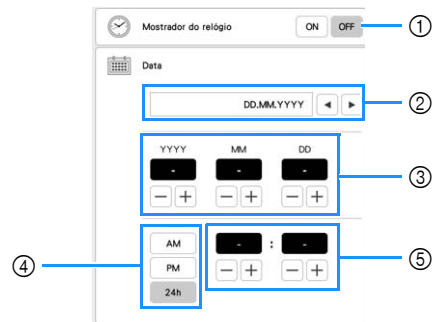 Mostrador do relógio ON OFF ①
Data
DD.MM.YYYY ◄ ► ②
YYYY MM DD
- - - ③
− + − + − +
④ AM - : - ⑤
PM − + − +
24h